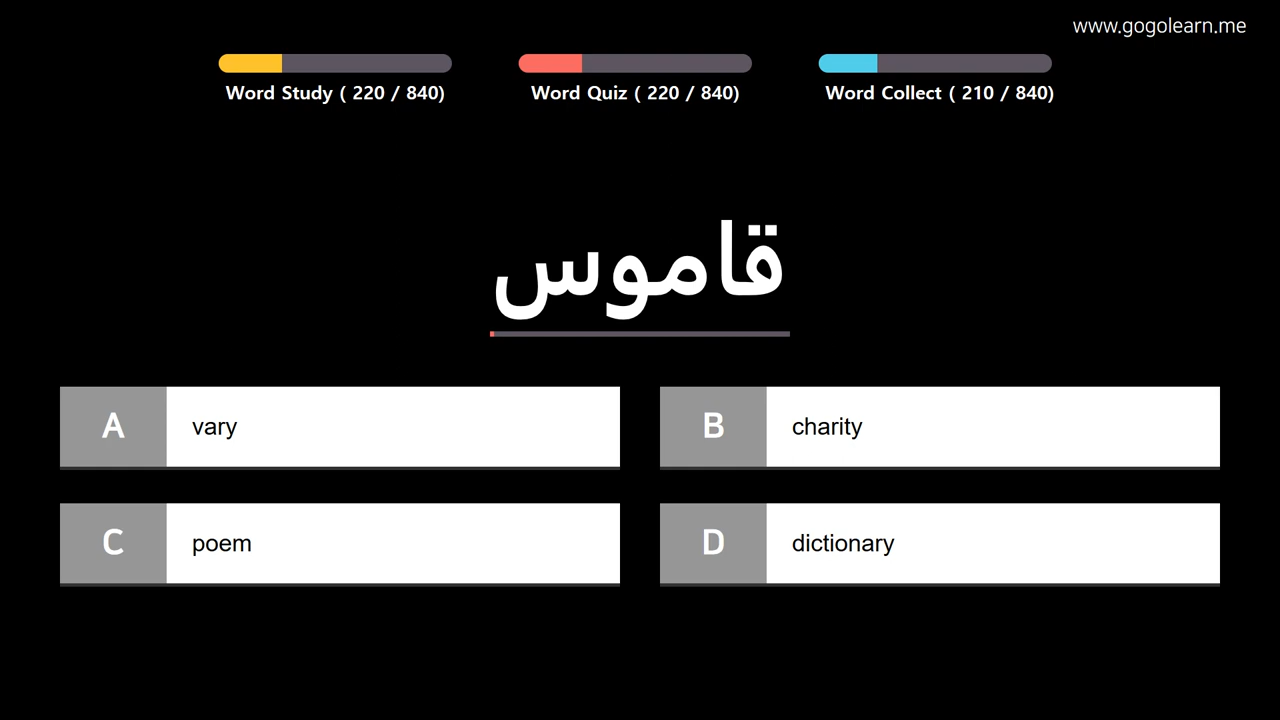 www.gogolearn.me
Word Study ( 220 / 840)
Word Quiz ( 220 / 840)
Word Collect ( 210 / 840)
قاموس
A vary
B charity
C poem
D dictionary